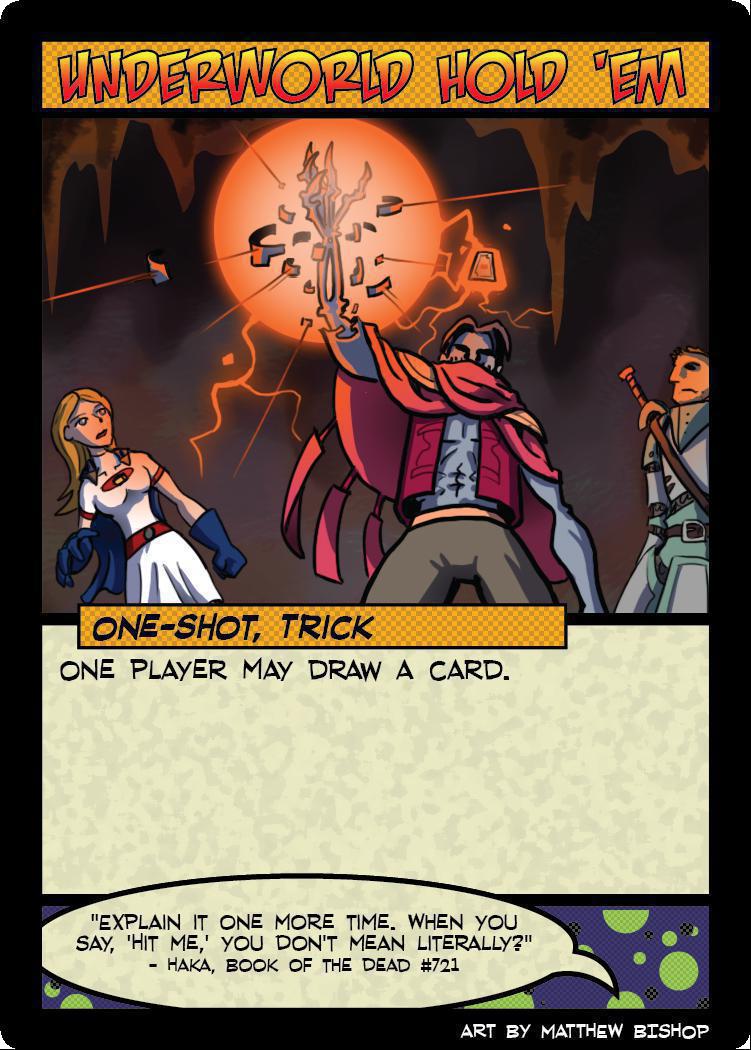 UNDERWORLD HOLD 'EM
ONE-SHOT, TRICK
ONE PLAYER MAY DRAW A CARD.
"EXPLAIN IT ONE MORE TIME. WHEN YOU
SAY, 'HIT ME,' YOU DON'T MEAN LITERALLY?"
- HAKA, BOOK OF THE DEAD #721
ART BY MATTHEW BISHOP